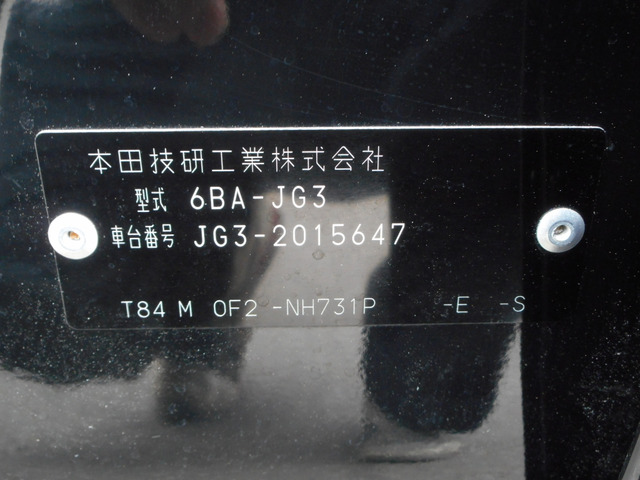 本田技研工業株式会社
型式 6BA-JG3
車台番号 JG3-2015647
T84 M 0F2 -NH731P -E -S